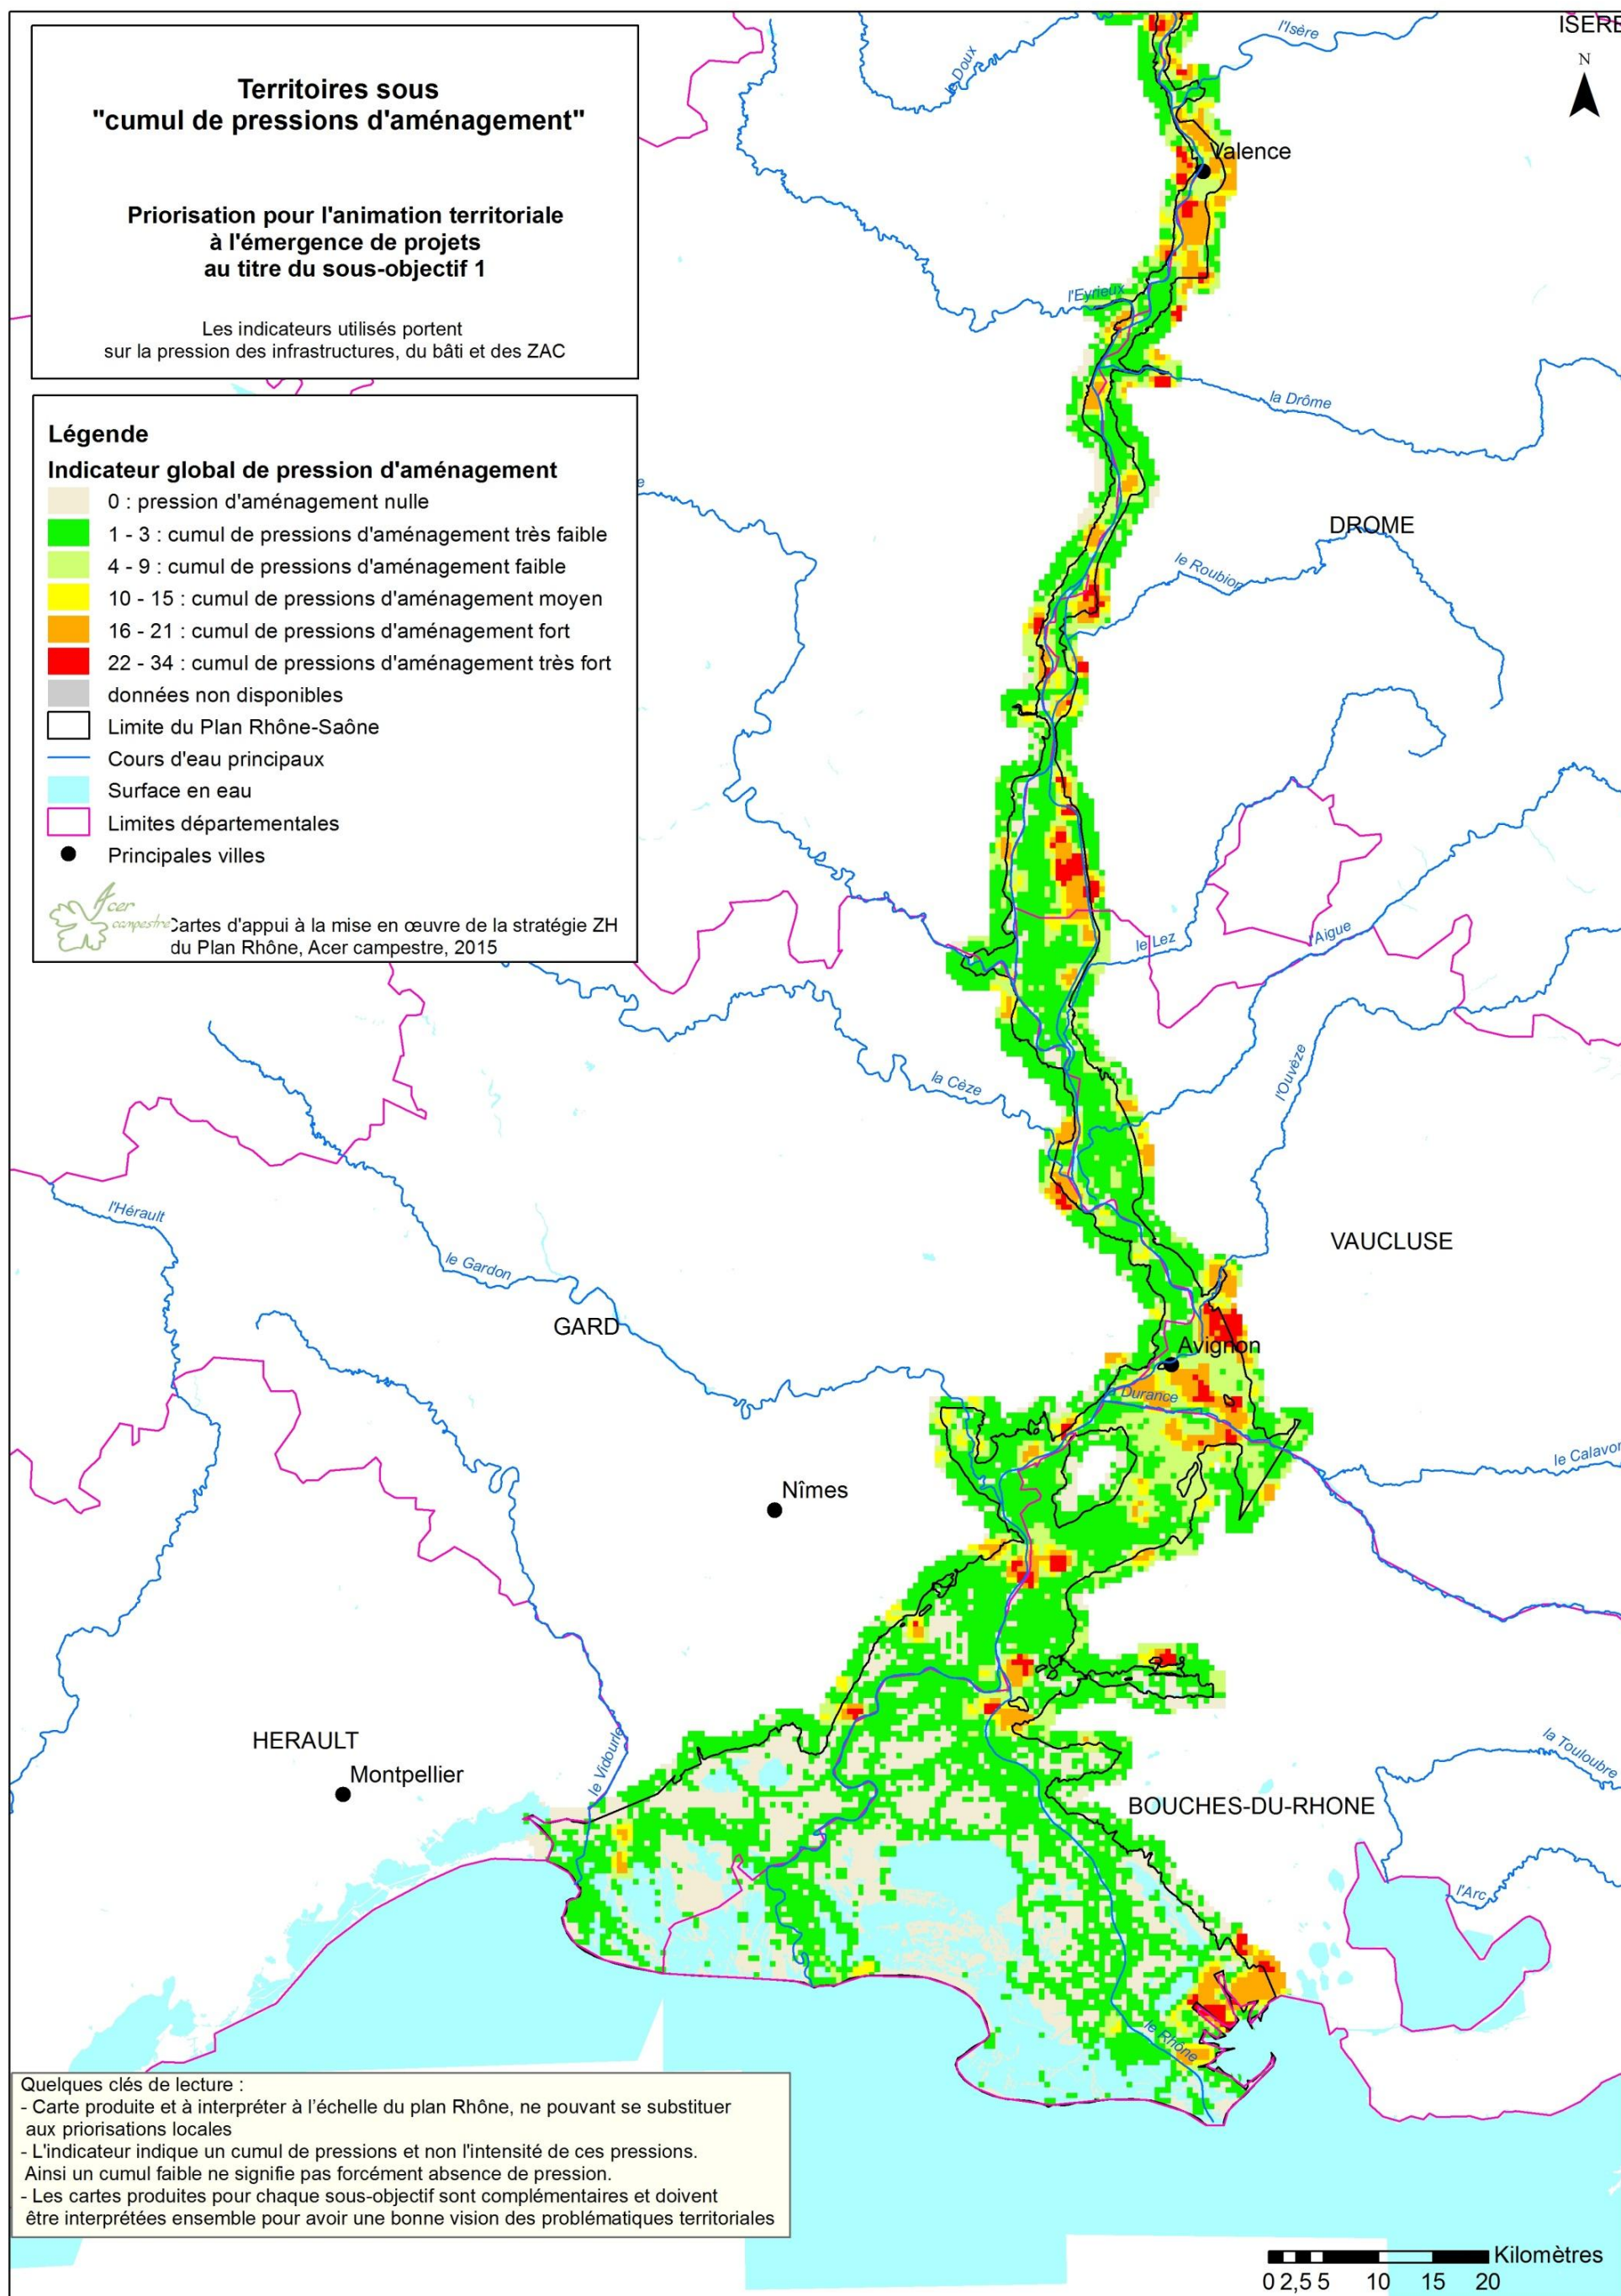 Territoires sous
"cumul de pressions d'aménagement"
Priorisation pour l'animation territoriale
à l'émergence de projets
au titre du sous-objectif 1
Les indicateurs utilisés portent
sur la pression des infrastructures, du bâti et des ZAC
Légende
Indicateur global de pression d'aménagement
0 : pression d'aménagement nulle
1 - 3 : cumul de pressions d'aménagement très faible
4 - 9 : cumul de pressions d'aménagement faible
10 - 15 : cumul de pressions d'aménagement moyen
16 - 21 : cumul de pressions d'aménagement fort
22 - 34 : cumul de pressions d'aménagement très fort
données non disponibles
Limite du Plan Rhône-Saône
Cours d'eau principaux
Surface en eau
Limites départementales
Principales villes
Acer
campestre
Cartes d'appui à la mise en œuvre de la stratégie ZH
du Plan Rhône, Acer campestre, 2015
ISERE
N
le Doux
l'Isère
Valence
l'Eyrieux
la Drôme
e
DROME
le Roubion
le Lez
l'Aigue
l'Ouvèze
la Cèze
l'Hérault
le Gardon
VAUCLUSE
GARD
Avignon
Durance
le Calavon
Nîmes
HERAULT
Montpellier
le Vidourle
la Touloubre
BOUCHES-DU-RHONE
l'Arc
le Rhône
Quelques clés de lecture :
- Carte produite et à interpréter à l'échelle du plan Rhône, ne pouvant se substituer
aux priorisations locales
- L'indicateur indique un cumul de pressions et non l'intensité de ces pressions.
Ainsi un cumul faible ne signifie pas forcément absence de pression.
- Les cartes produites pour chaque sous-objectif sont complémentaires et doivent
être interprétées ensemble pour avoir une bonne vision des problématiques territoriales
Kilomètres
0 2,5 5 10 15 20